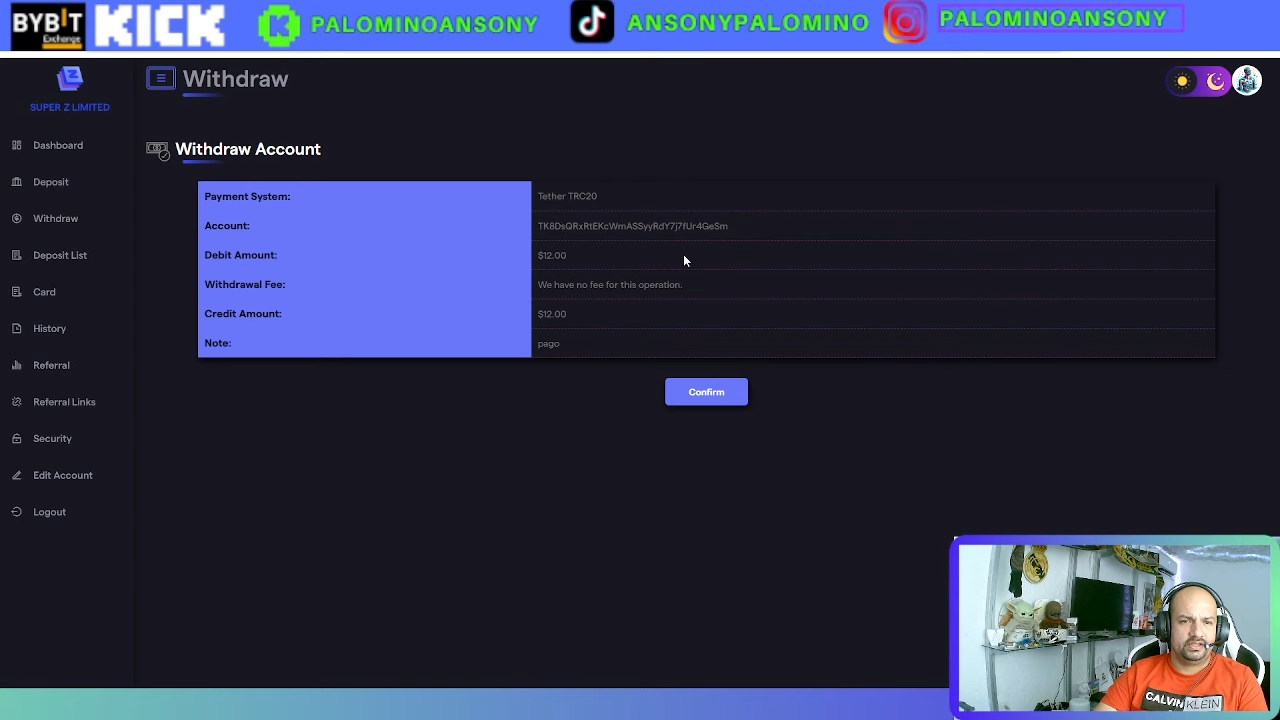 BYBIT
Exchange
KICK
PALOMINOANSONY
ANSONYPALOMINO
PALOMINOANSONY
SUPER Z LIMITED
Withdraw
Dashboard
Deposit
Withdraw
Deposit List
Card
History
Referral
Referral Links
Security
Edit Account
Logout
Withdraw Account
Payment System: Tether TRC20
Account: TK8DsQRxRtEKcWmASSyyRdY7j7fUr4GeSm
Debit Amount: $12.00
Withdrawal Fee: We have no fee for this operation.
Credit Amount: $12.00
Note: pago
Confirm
CALVIN KLEIN